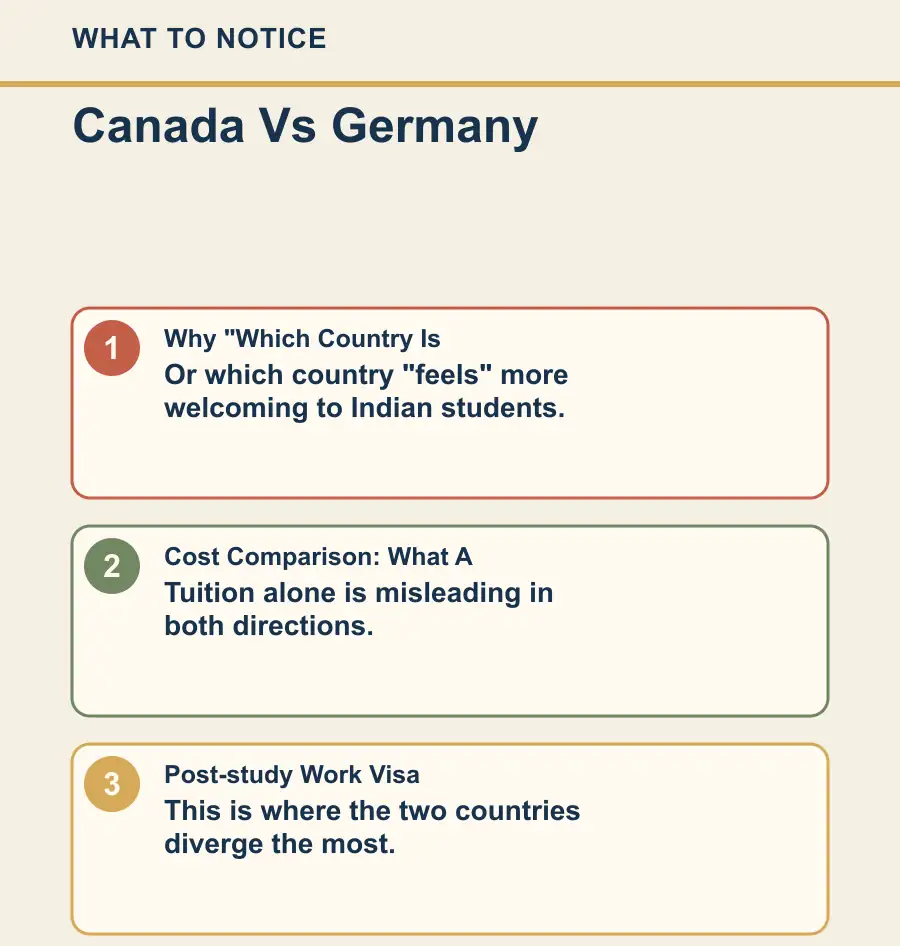 WHAT TO NOTICE
Canada Vs Germany
1
Why "Which Country Is
Or which country "feels" more
welcoming to Indian students.
2
Cost Comparison: What A
Tuition alone is misleading in
both directions.
3
Post-study Work Visa
This is where the two countries
diverge the most.